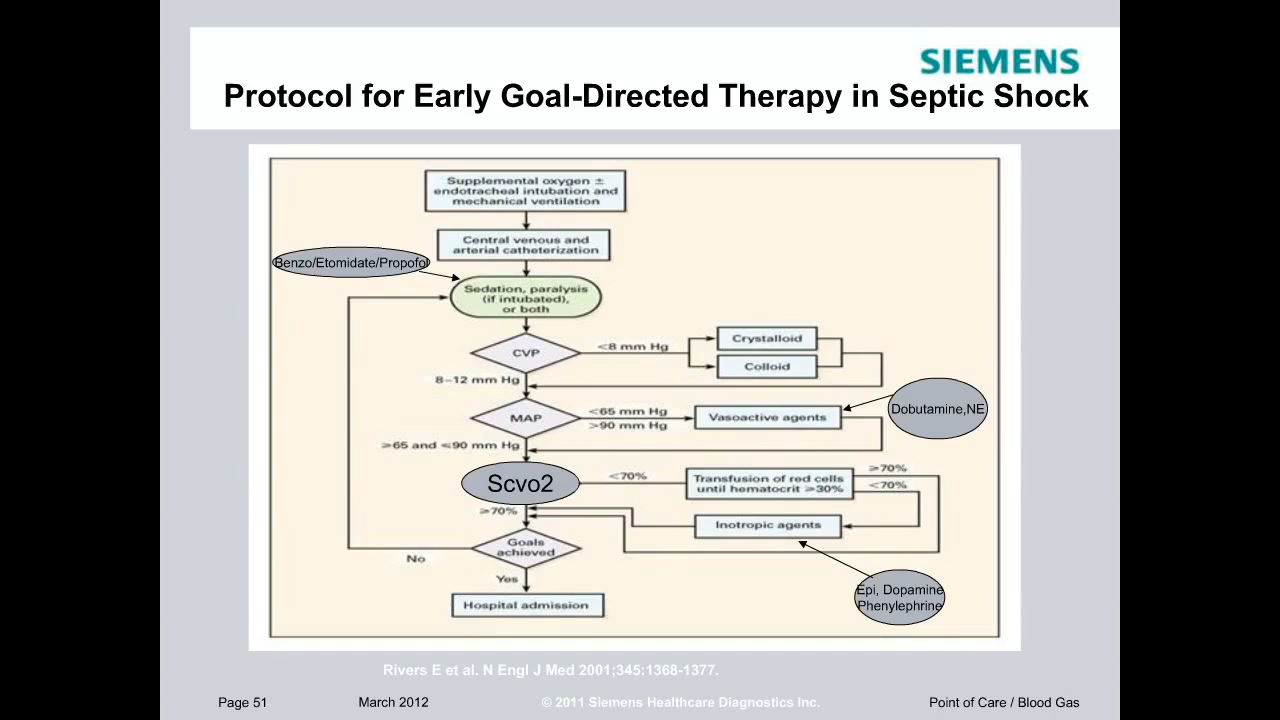 SIEMENS
Protocol for Early Goal-Directed Therapy in Septic Shock
Supplemental oxygen ±
endotracheal intubation and
mechanical ventilation
Central venous and
arterial catheterization
Benzo/Etomidate/Propofol
Sedation, paralysis
(if intubated),
or both
CVP
<8 mm Hg
Crystalloid
Colloid
8–12 mm Hg
MAP
<65 mm Hg
>90 mm Hg
Vasoactive agents
Dobutamine,NE
≥65 and ≤90 mm Hg
Scvo2
<70%
Transfusion of red cells
until hematocrit ≥30%
≥70%
<70%
≥70%
Inotropic agents
Goals
achieved
No
Yes
Epi, Dopamine
Phenylephrine
Hospital admission
Rivers E et al. N Engl J Med 2001;345:1368-1377.
Page 51
March 2012
© 2011 Siemens Healthcare Diagnostics Inc.
Point of Care / Blood Gas